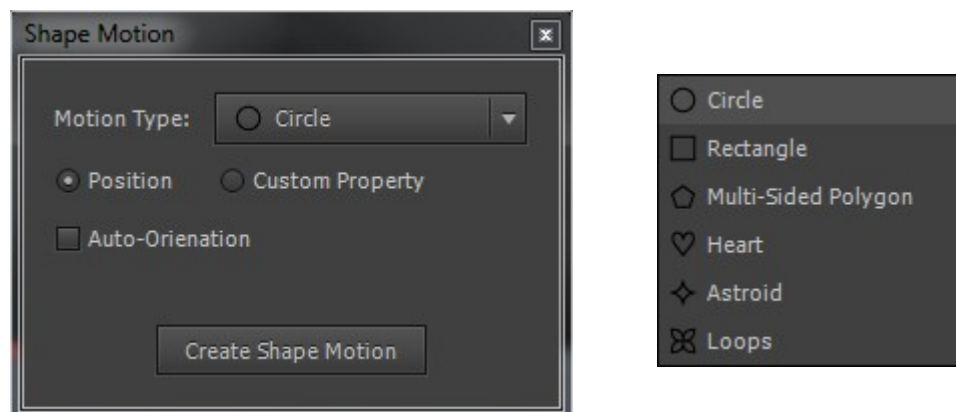 Shape Motion
Motion Type: Circle
Position Custom Property
Auto-Orienation
Create Shape Motion
Circle
Rectangle
Multi-Sided Polygon
Heart
Astroid
Loops